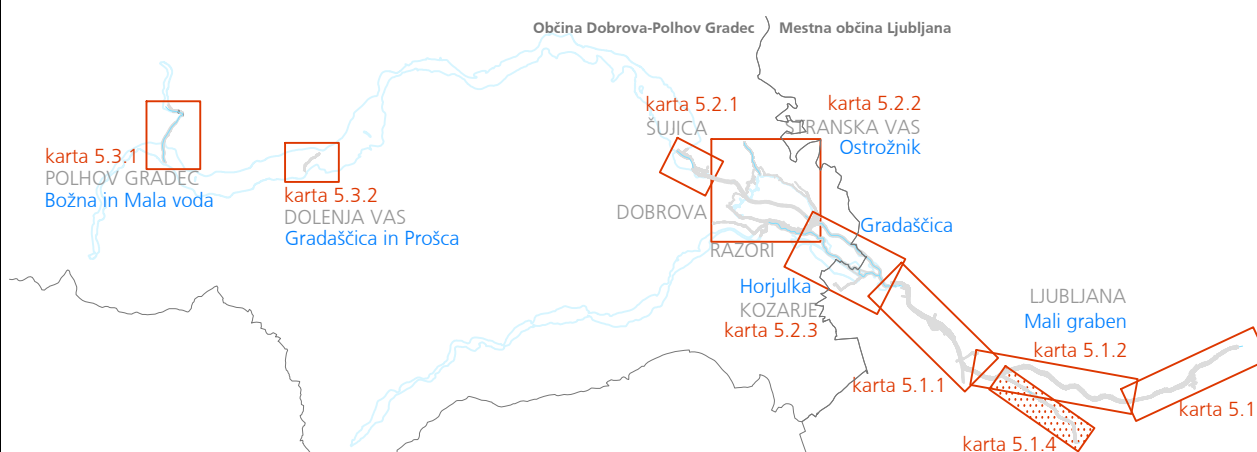 Občina Dobrova-Polhov Gradec
Mestna občina Ljubljana
karta 5.3.1
POLHOV GRADEC
Božna in Mala voda
karta 5.3.2
DOLENJA VAS
Gradaščica in Prošca
karta 5.2.1
ŠUJICA
karta 5.2.2
STRANSKA VAS
Ostrožnik
DOBROVA
RAZORI
Gradaščica
Horjulka
KOZARJE
karta 5.2.3
LJUBLJANA
Mali graben
karta 5.1.2
karta 5.1.1
karta 5.1
karta 5.1.4